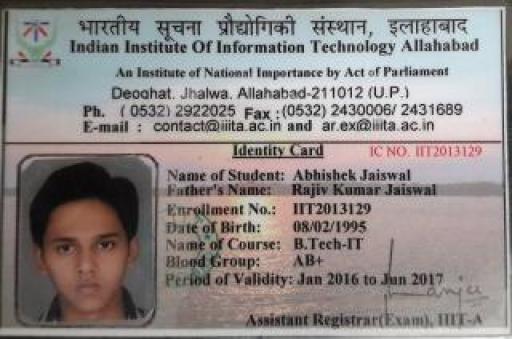 भारतीय सूचना प्रौद्योगिकी संस्थान, इलाहाबाद
Indian Institute Of Information Technology Allahabad
An Institute of National Importance by Act of Parliament
Deoghat, Jhalwa, Allahabad-211012 (U.P.)
Ph. (0532) 2922025 Fax :(0532) 2430006/ 2431689
E-mail : contact@iiita.ac.in and ar.ex@iiita.ac.in
Identity Card IC NO. IIT2013129
Name of Student: Abhishek Jaiswal
Father's Name: Rajiv Kumar Jaiswal
Enrollment No.: IIT2013129
Date of Birth: 08/02/1995
Name of Course: B.Tech-IT
Blood Group: AB+
Period of Validity: Jan 2016 to Jun 2017
Assistant Registrar(Exam), IIIT-A